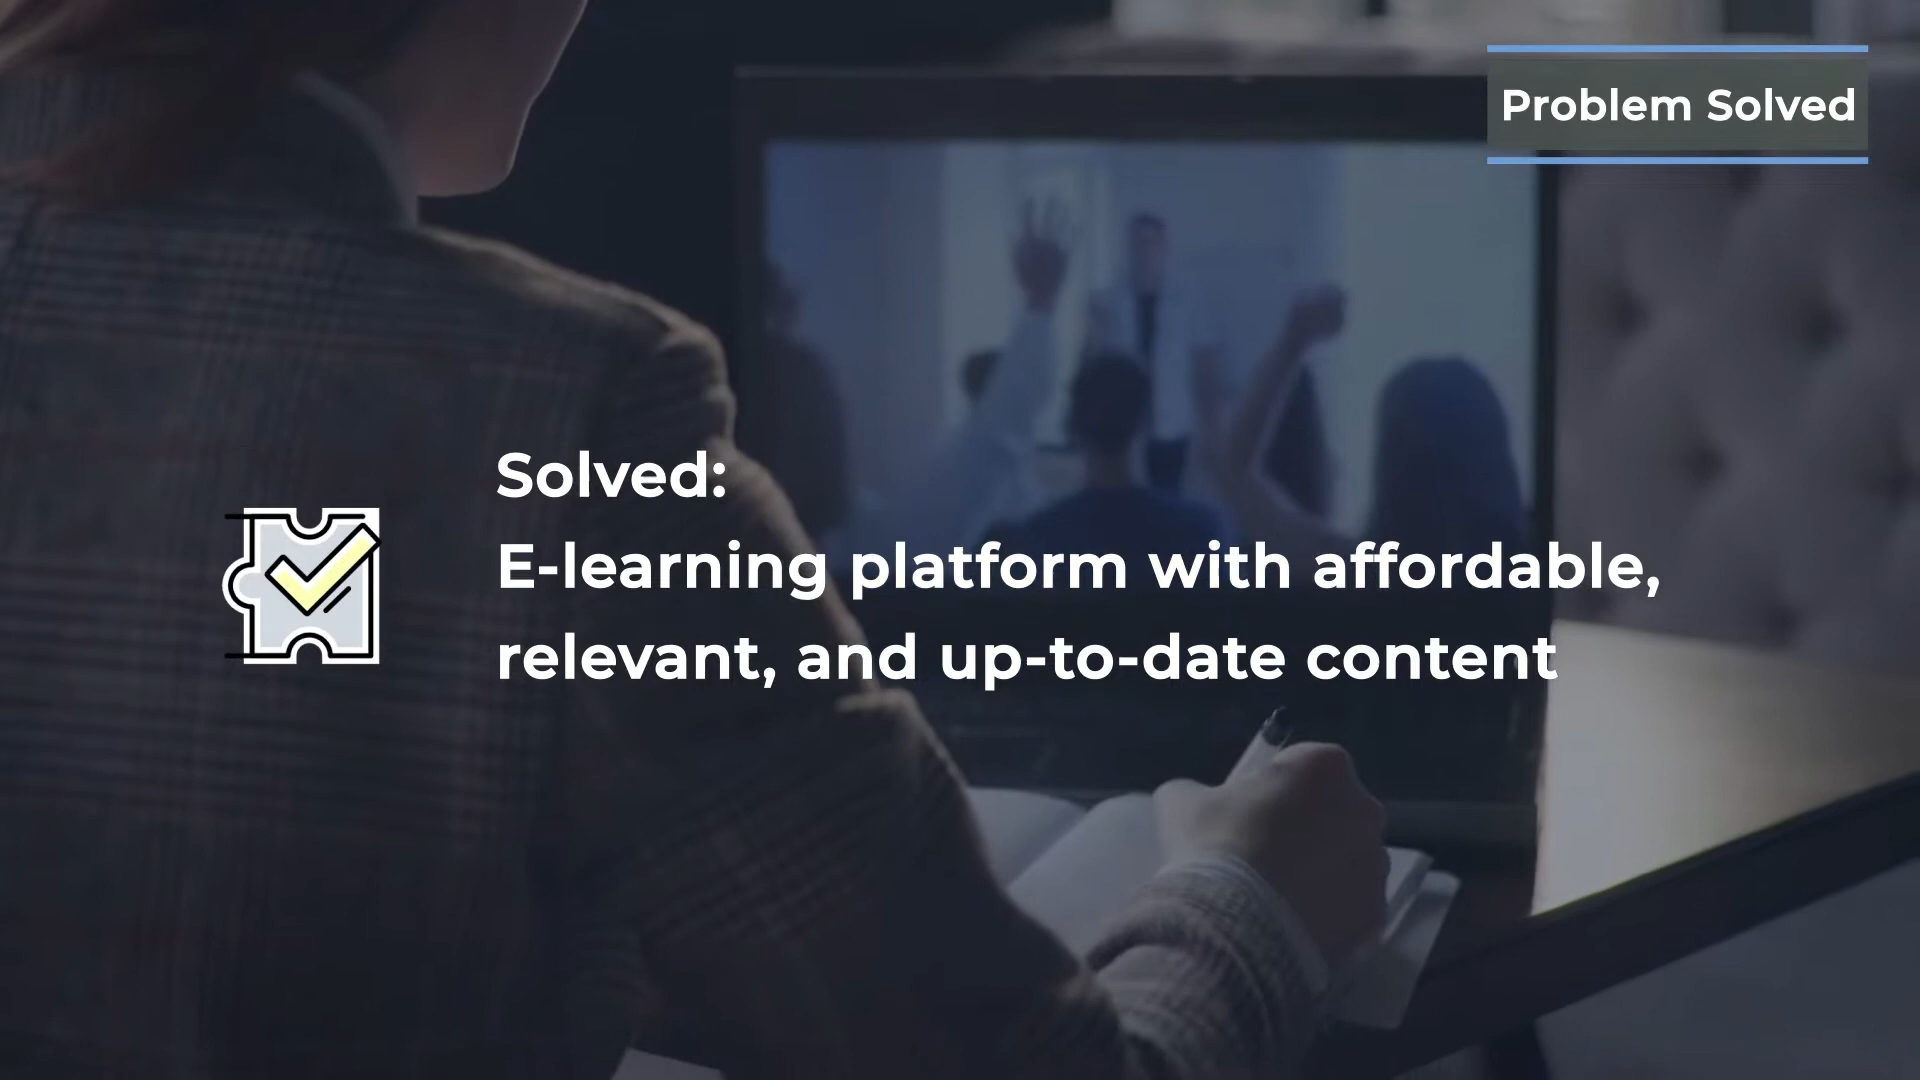 Problem Solved
Solved:
E-learning platform with affordable,
relevant, and up-to-date content